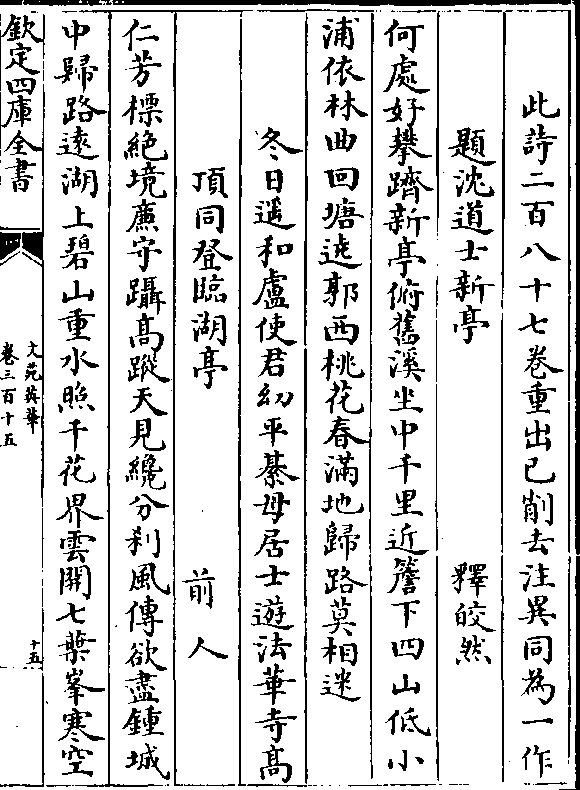 此詩二百八十七卷重出已削去注異同為一作
題沈道士新亭 釋皎然
何處好攀躋新亭俯舊溪坐中千里近簷下四山低小
浦依林曲回塘遶郭西桃花春滿地歸路莫相迷
冬日遥和盧使君幼平綦母居士遊法華寺髙
頂同登臨湖亭 前人
仁芳標絶境亷守躡髙蹤天見纔分刹風傳欲盡鍾城
中歸路遠湖上碧山重水照千花界雲開七葉峯寒空
欽定四庫全書
文苑英華
卷三百十五
十五